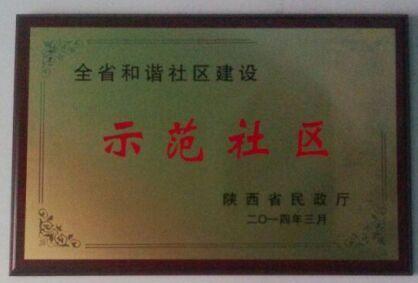 全省和谐社区建设
示范社区
陕西省民政厅
二〇一四年三月